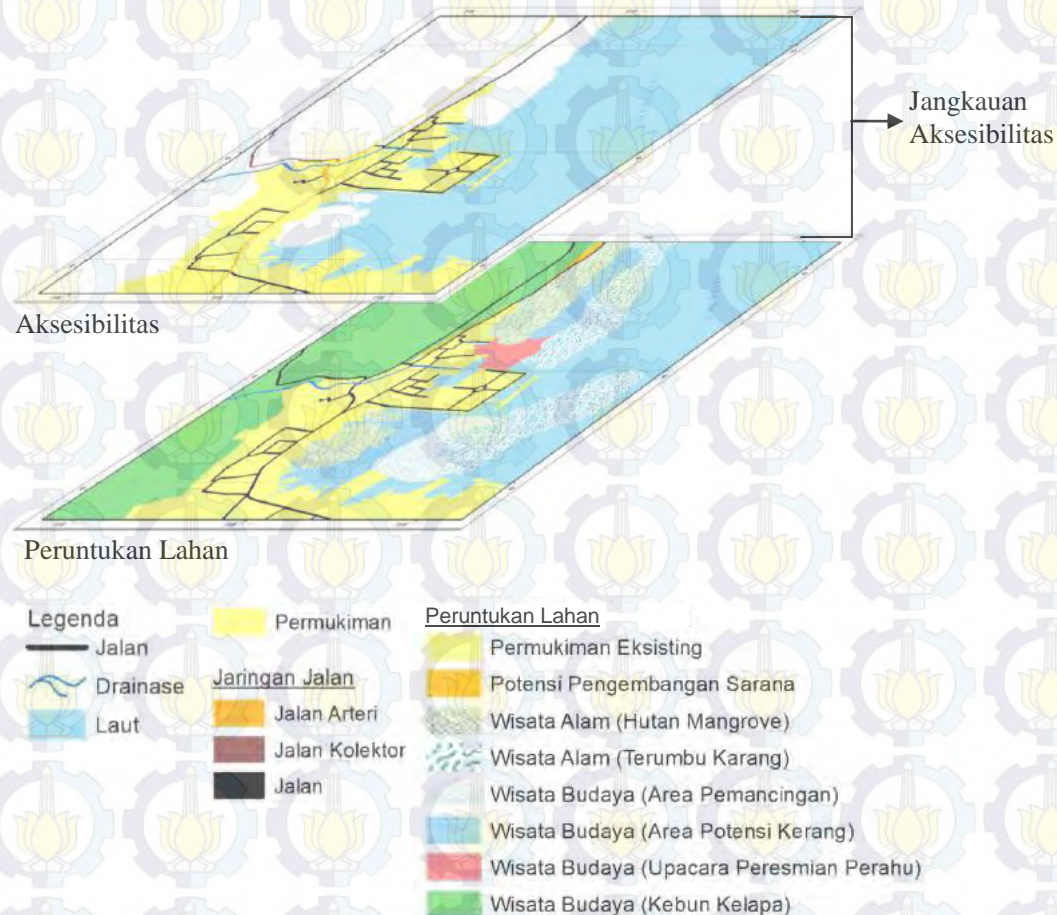 Jangkauan
Aksesibilitas
Aksesibilitas
Peruntukan Lahan
Legenda
Jalan
Drainase
Laut
Permukiman
Jaringan Jalan
Jalan Arteri
Jalan Kolektor
Jalan
Peruntukan Lahan
Permukiman Eksisting
Potensi Pengembangan Sarana
Wisata Alam (Hutan Mangrove)
Wisata Alam (Terumbu Karang)
Wisata Budaya (Area Pemancingan)
Wisata Budaya (Area Potensi Kerang)
Wisata Budaya (Upacara Peresmian Perahu)
Wisata Budaya (Kebun Kelapa)